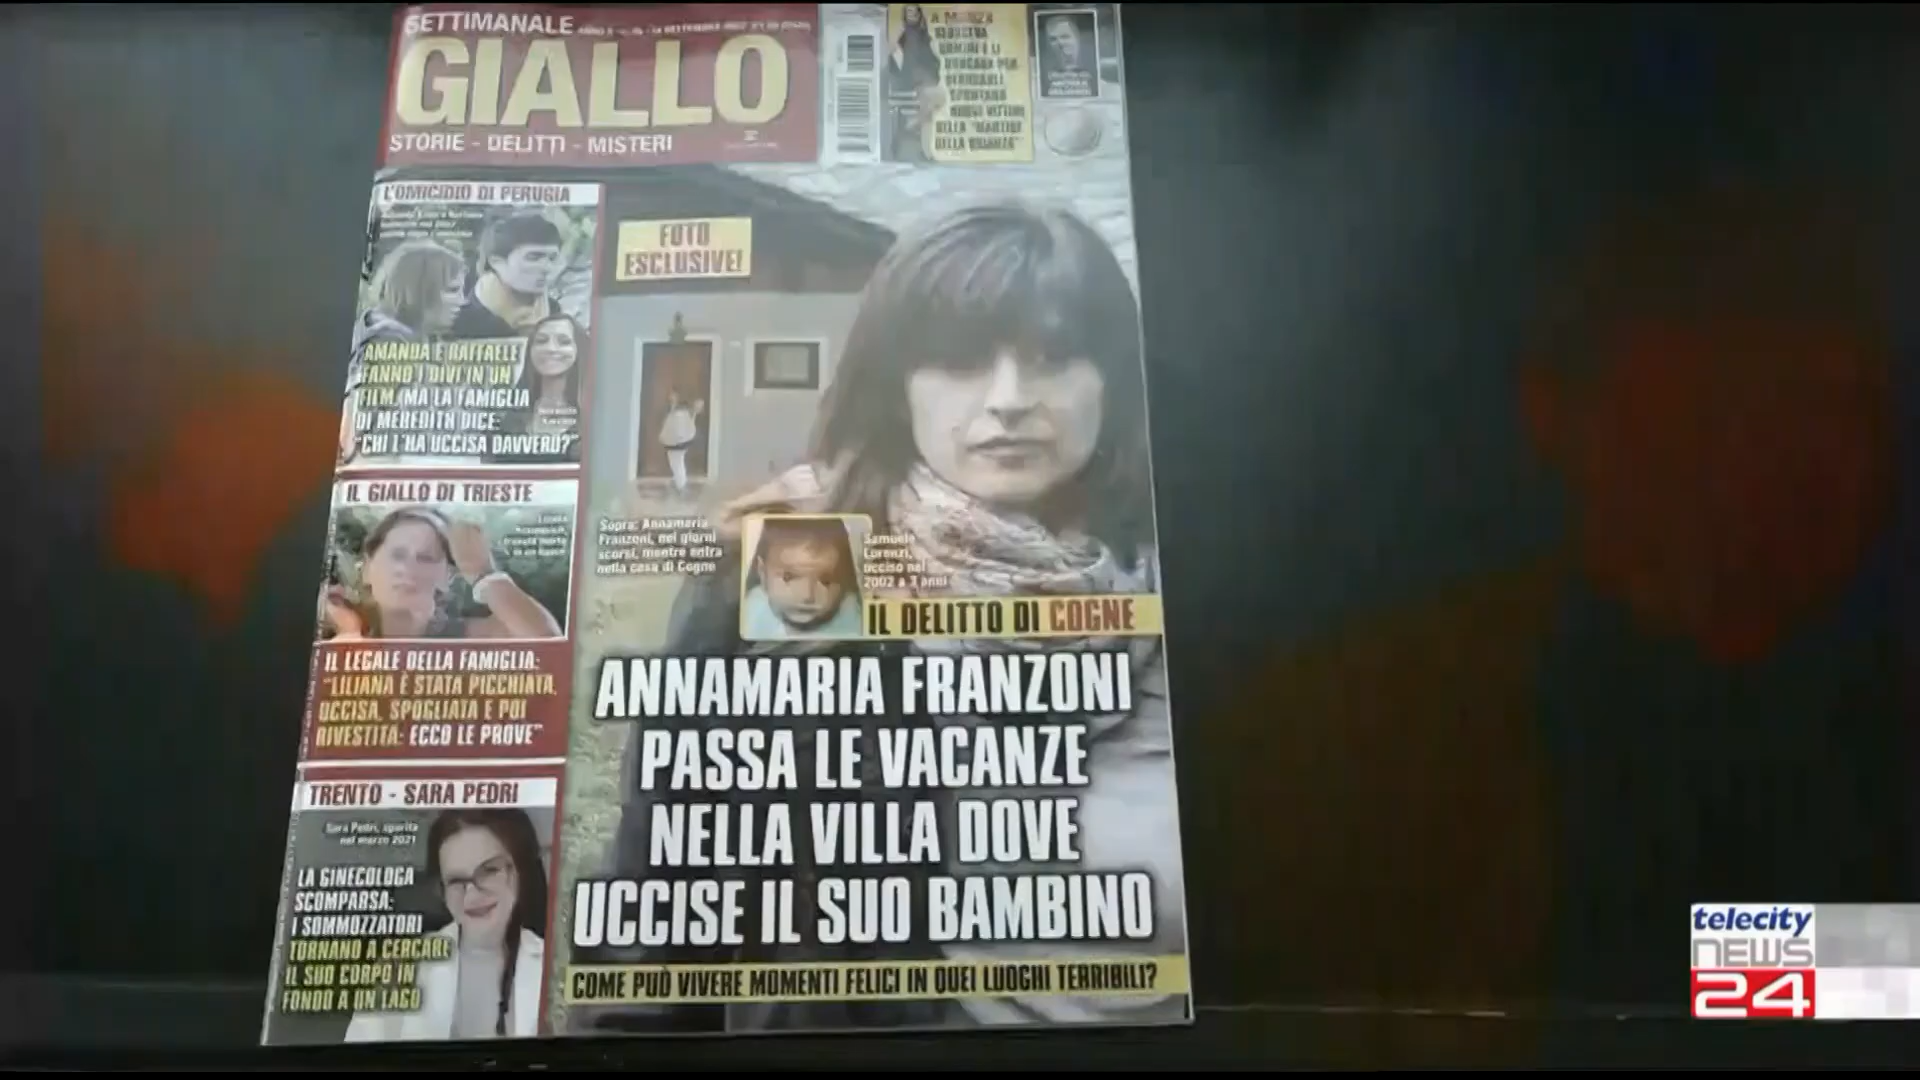 SETTIMANALE
GIALLO
STORIE - DELITTI - MISTERI
DELLA "MARTIRE
DELLA BRIANZA"
L'OMICIDIO DI PERUGIA
AMANDA E RAFFAELE
FANNO I DIVI IN UN
FILM, MA LA FAMIGLIA
DI MEREDITH DICE:
"CHI L'HA UCCISA DAVVERO?"
IL GIALLO DI TRIESTE
IL LEGALE DELLA FAMIGLIA:
"LILIANA È STATA PICCHIATA,
UCCISA, SPOGLIATA E POI
RIVESTITA: ECCO LE PROVE"
TRENTO - SARA PEDRI
Sara Pedri, sparita
nel marzo 2021
LA GINECOLOGA
SCOMPARSA:
I SOMMOZZATORI
TORNANO A CERCARE
IL SUO CORPO IN
FONDO A UN LAGO
FOTO
ESCLUSIVE!
Sopra: Annamaria
Franzoni, nei giorni
scorsi, mentre entra
nella casa di Cogne
Samuele
Lorenzi,
ucciso nel
2002 a 3 anni
IL DELITTO DI COGNE
ANNAMARIA FRANZONI
PASSA LE VACANZE
NELLA VILLA DOVE
UCCISE IL SUO BAMBINO
COME PUÒ VIVERE MOMENTI FELICI IN QUEI LUOGHI TERRIBILI?
telecity
NEWS
24